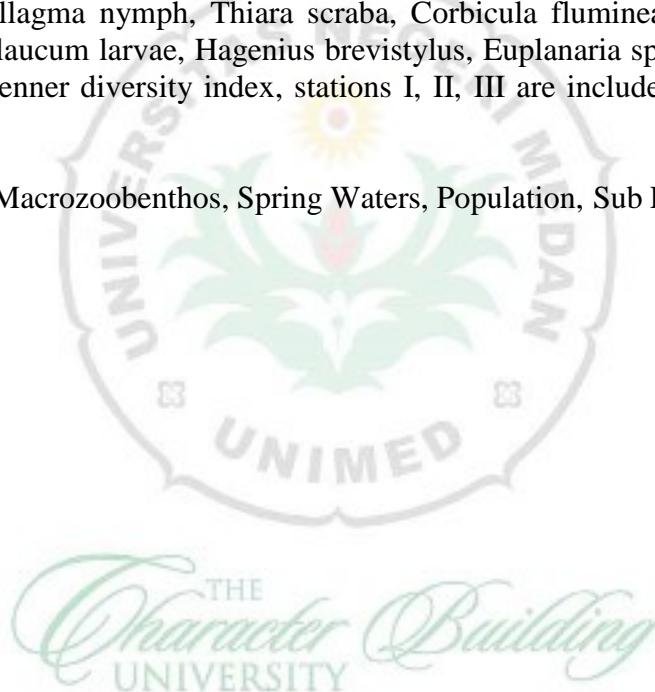 llagma nymph, Thiara scraba, Corbicula fluminea
laucum larvae, Hagenius brevistylus, Euplanaria sp
enner diversity index, stations I, II, III are include
Macrozoobenthos, Spring Waters, Population, Sub
UNIVERSITAS NEGERI MEDAN
UNIMED
THE
Character Building
UNIVERSITY